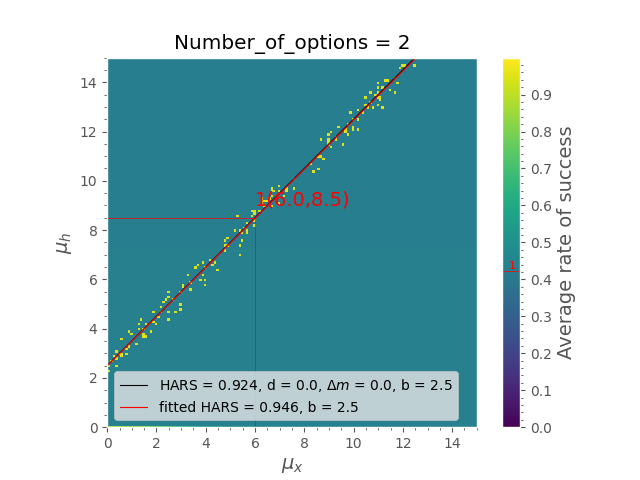 Number_of_options = 2
14
12
10
8
6
4
2
0
μh
1(6.0,8.5)
HARS = 0.924, d = 0.0, Δm = 0.0, b = 2.5
fitted HARS = 0.946, b = 2.5
0 2 4 6 8 10 12 14
μx
0.9
0.8
0.7
0.6
0.5
1
0.4
0.3
0.2
0.1
0.0
Average rate of success